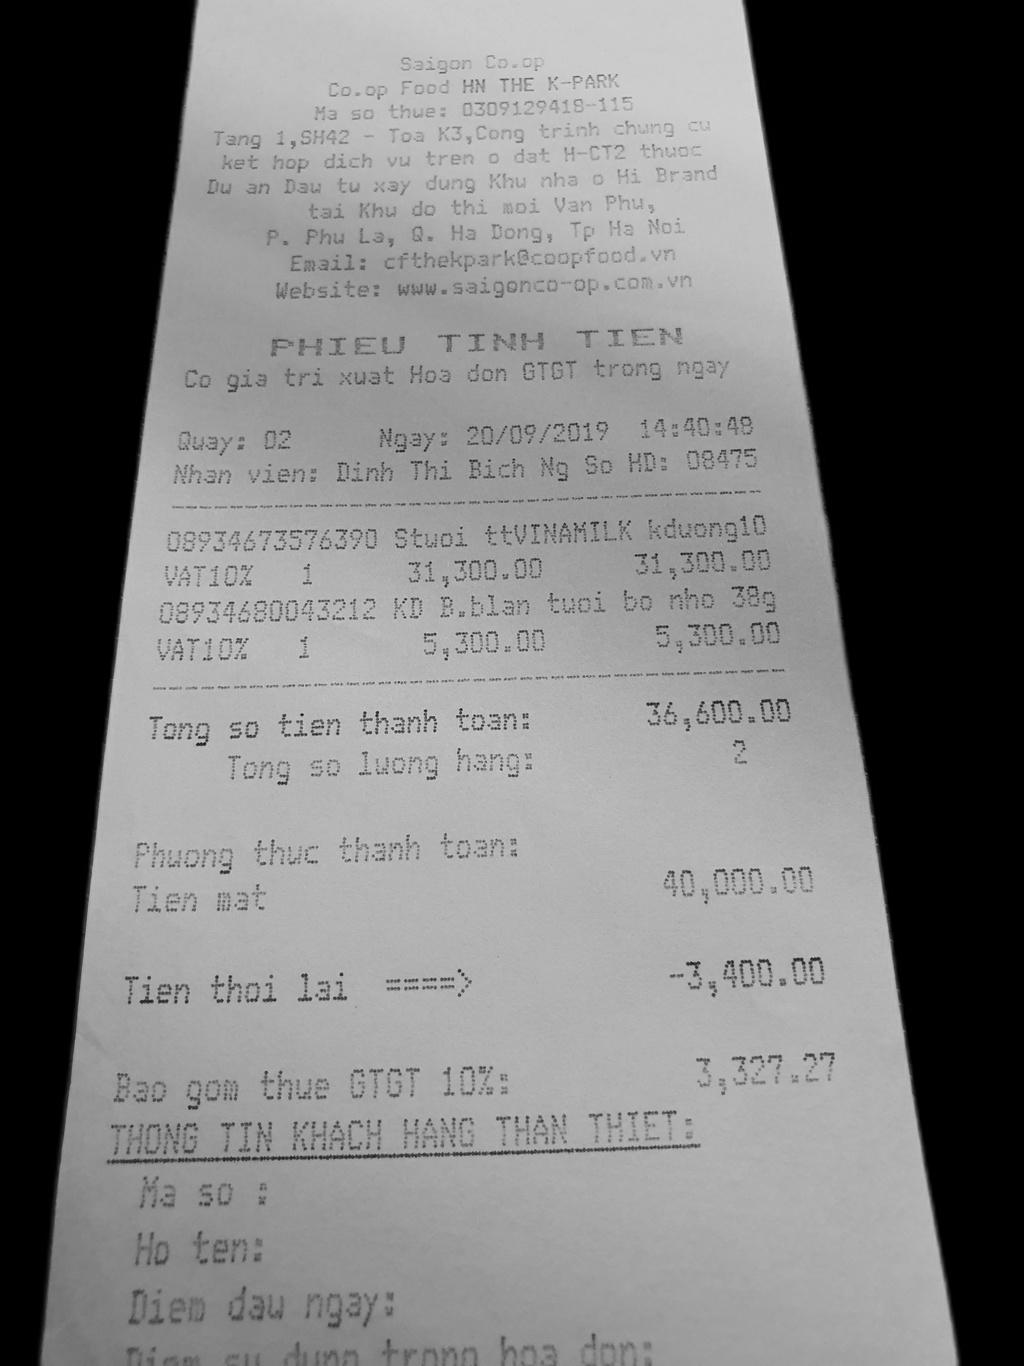 Saigon Co.op
Co.op Food HN THE K-PARK
Ma so thue: 0309129418-115
Tang 1,SH42 - Toa K3,Cong trinh chung cu
ket hop dich vu tren o dat H-CT2 thuoc
Du an Dau tu xay dung Khu nha o Hi Brand
tai Khu do thi moi Van Phu,
P. Phu La, Q. Ha Dong, Tp Ha Noi
Email: cfthekpark@coopfood.vn
Website: www.saigonco-op.com.vn
PHIEU TINH TIEN
Co gia tri xuat Hoa don GTGT trong ngay
Quay: 02 Ngay: 20/09/2019 14:40:48
Nhan vien: Dinh Thi Bich Ng So HD: 08475
08934673576390 Stuoi ttVINAMILK kduong10
VAT10% 1 31,300.00 31,300.00
08934680043212 KD B.blan tuoi bo nho 38g
VAT10% 1 5,300.00 5,300.00
Tong so tien thanh toan: 36,600.00
Tong so luong hang: 2
Phuong thuc thanh toan:
Tien mat 40,000.00
Tien thoi lai ====> -3,400.00
Bao gom thue GTGT 10%: 3,327.27
THONG TIN KHACH HANG THAN THIET:
Ma so :
Ho ten:
Diem dau ngay:
Diem su dung trong hoa don: